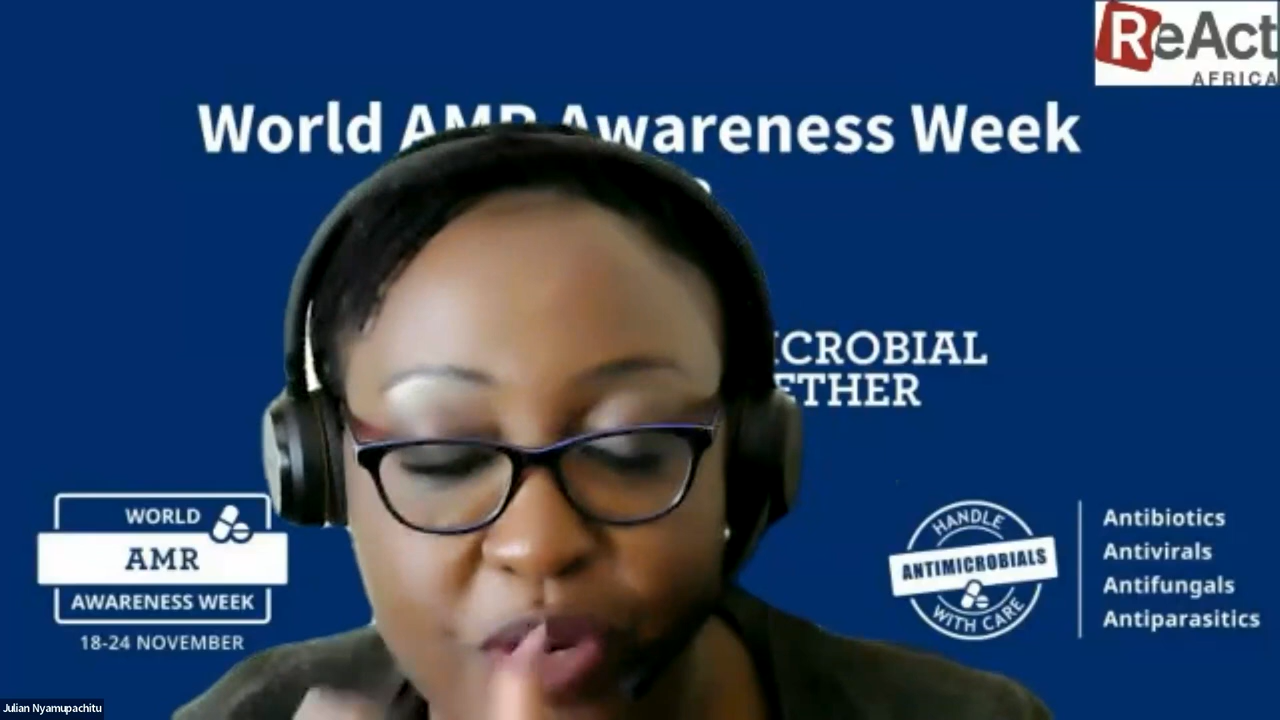 ReAct
AFRICA
World AMR Awareness Week
ICROBIAL
ETHER
WORLD
AMR
AWARENESS WEEK
18-24 NOVEMBER
HANDLE
ANTIMICROBIALS
WITH CARE
Antibiotics
Antivirals
Antifungals
Antiparasitics
Julian Nyamupachitu